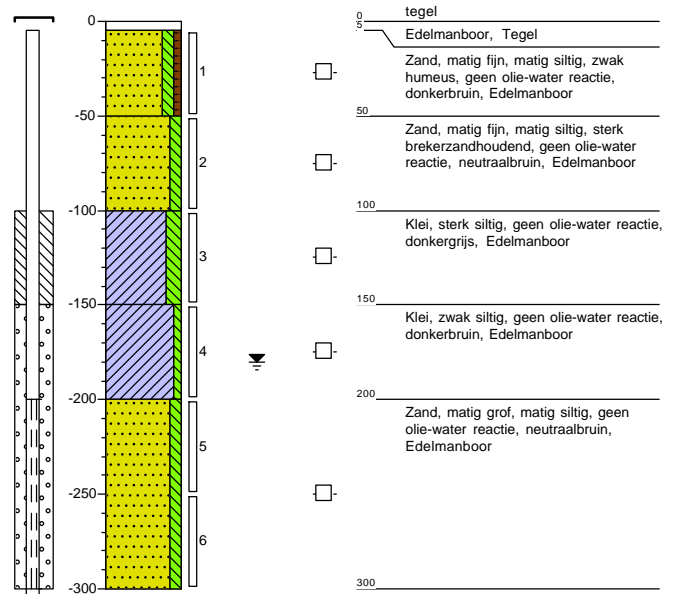 0
-50
-100
-150
-200
-250
-300
1
2
3
4
5
6
0
tegel
5
Edelmanboor, Tegel
Zand, matig fijn, matig siltig, zwak
humeus, geen olie-water reactie,
donkerbruin, Edelmanboor
50
Zand, matig fijn, matig siltig, sterk
brekerzandhoudend, geen olie-water
reactie, neutraalbruin, Edelmanboor
100
Klei, sterk siltig, geen olie-water reactie,
donkergrijs, Edelmanboor
150
Klei, zwak siltig, geen olie-water reactie,
donkerbruin, Edelmanboor
200
Zand, matig grof, matig siltig, geen
olie-water reactie, neutraalbruin,
Edelmanboor
300